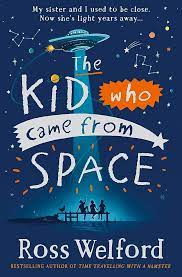 My sister and I used to be close.
Now she's light years away...
The
KID who
came from
SPACE
Ross Welford
BESTSELLING AUTHOR OF TIME TRAVELLING WITH A HAMSTER